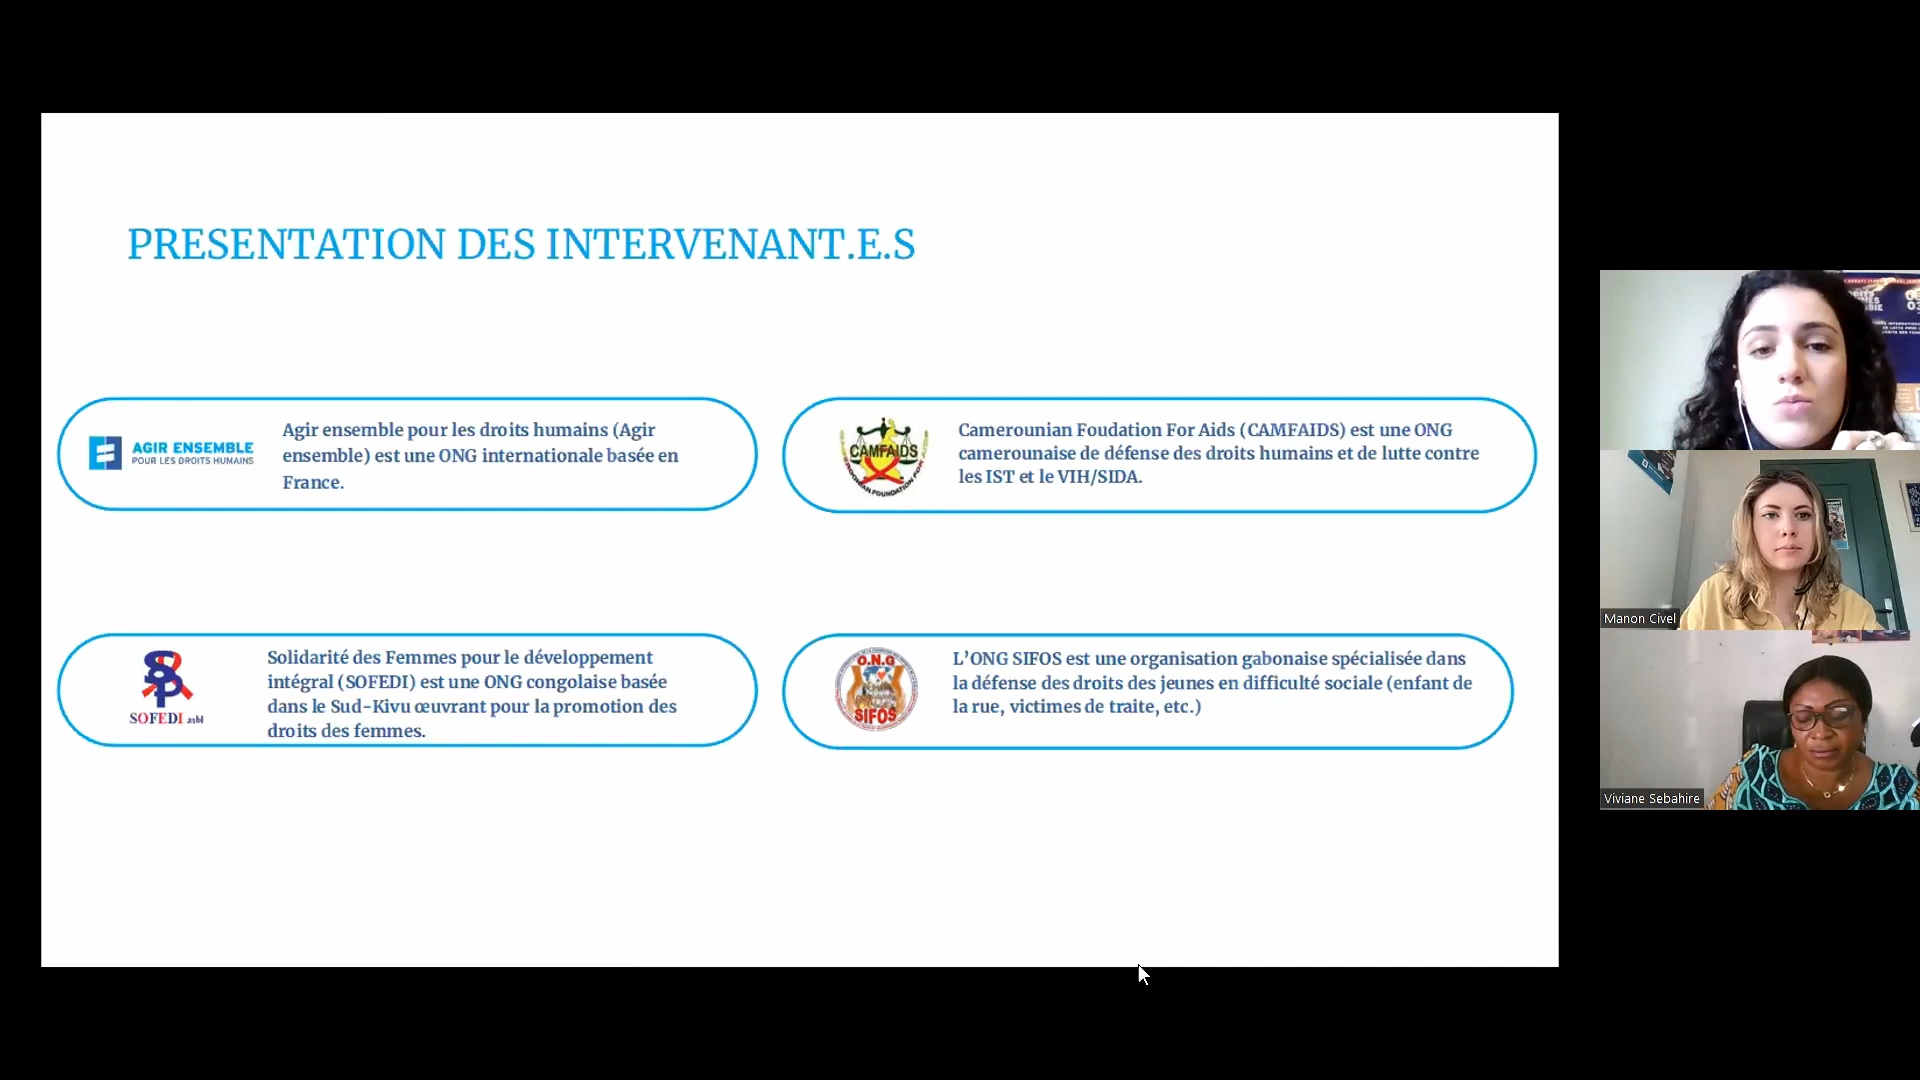 PRESENTATION DES INTERVENANT.E.S
AGIR ENSEMBLE
POUR LES DROITS HUMAINS
Agir ensemble pour les droits humains (Agir
ensemble) est une ONG internationale basée en
France.
CAMFAIDS
Camerounian Foudation For Aids (CAMFAIDS) est une ONG
camerounaise de défense des droits humains et de lutte contre
les IST et le VIH/SIDA.
SOFEDI asbl
Solidarité des Femmes pour le développement
intégral (SOFEDI) est une ONG congolaise basée
dans le Sud-Kivu œuvrant pour la promotion des
droits des femmes.
O.N.G
SIFOS
L'ONG SIFOS est une organisation gabonaise spécialisée dans
la défense des droits des jeunes en difficulté sociale (enfant de
la rue, victimes de traite, etc.)
Manon Civel
Viviane Sebahire